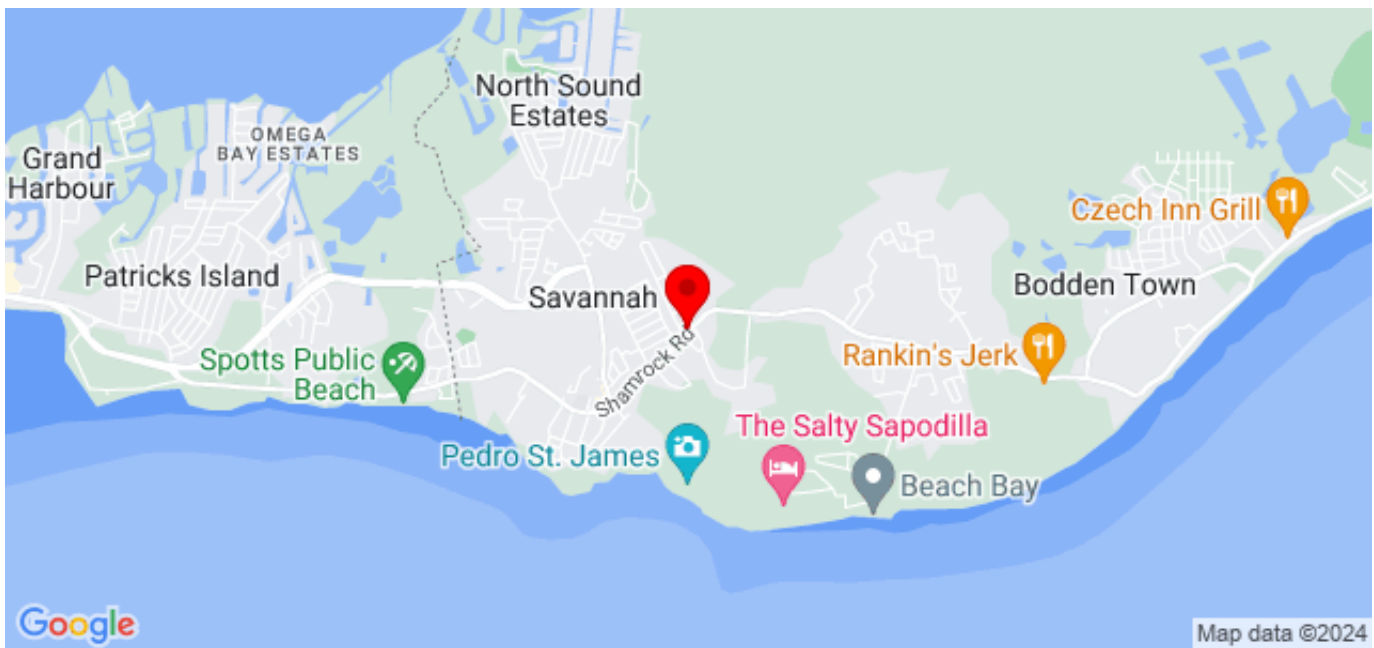 North Sound
Estates
OMEGA
BAY ESTATES
Grand
Harbour
Czech Inn Grill
Patricks Island
Savannah
Bodden Town
Spotts Public
Beach
Shamrock Rd
Rankin's Jerk
The Salty Sapodilla
Pedro St. James
Beach Bay
Google
Map data ©2024